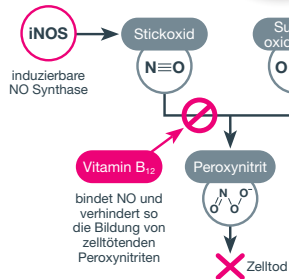 iNOS
Stickoxid
N≡O
O
induzierbare
NO Synthase
Vitamin B₁₂
Peroxynitrit
bindet NO und
verhindert so
die Bildung von
zelltötenden
Peroxynitriten
N
O O O⁻
Zelltod